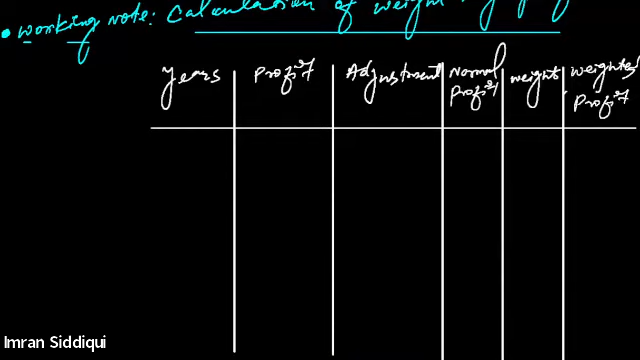 • working note: Calculation of weight
Years Profit Adjustment Normal Profit weight weighted Profit
Imran Siddiqui